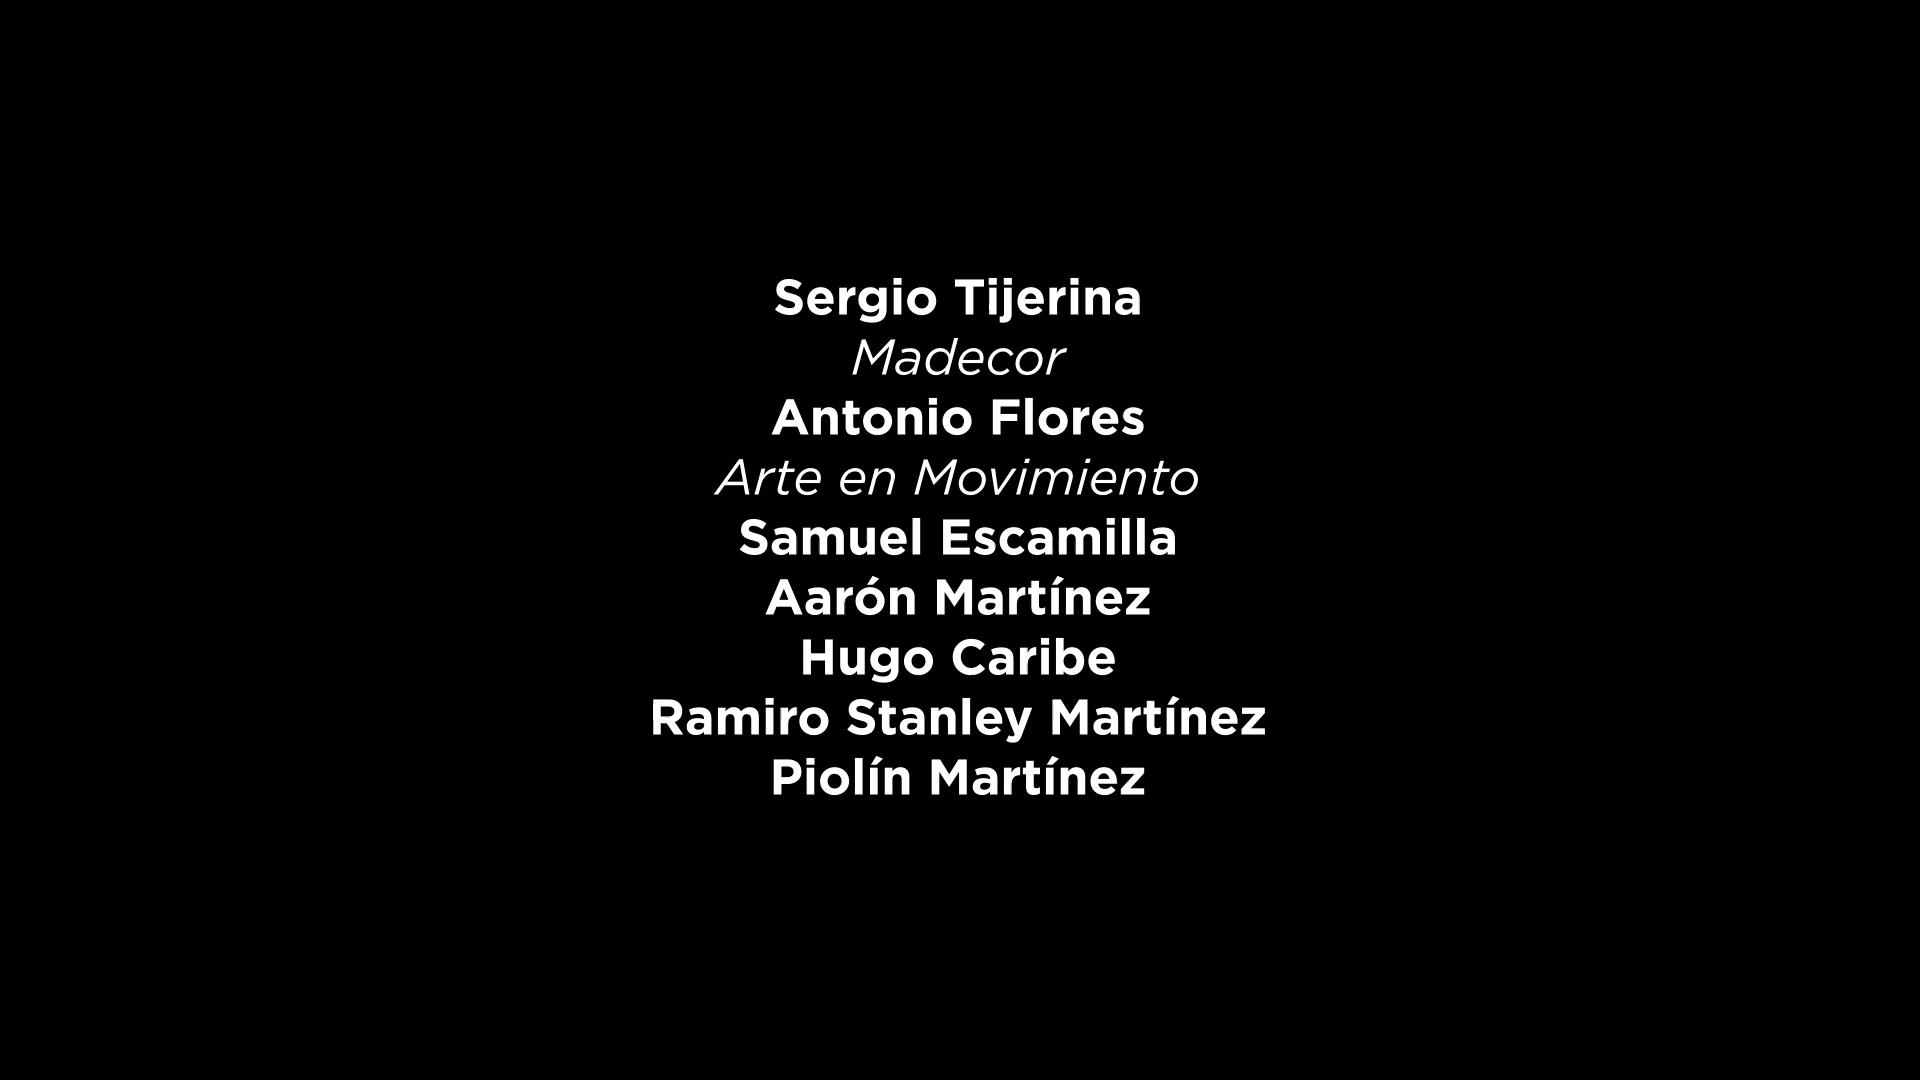 Sergio Tijerina
Madecor
Antonio Flores
Arte en Movimiento
Samuel Escamilla
Aarón Martínez
Hugo Caribe
Ramiro Stanley Martínez
Piolín Martínez